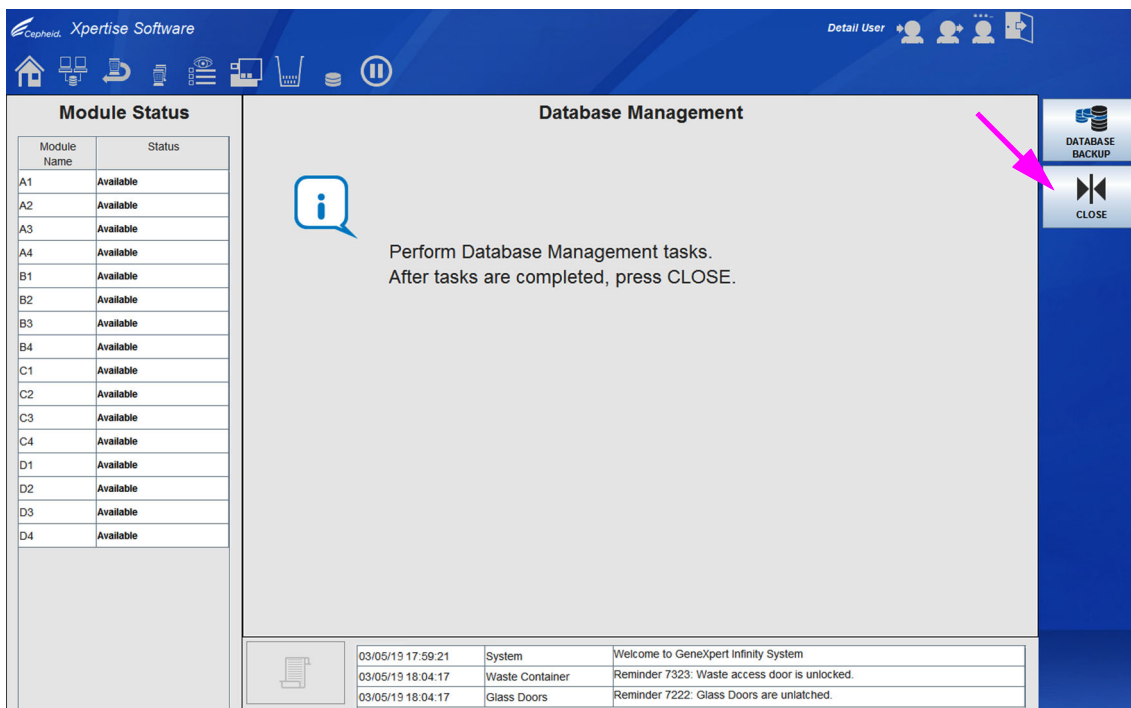 Cepheid. Xpertise Software
Detail User
Module Status
Module Name
Status
A1 Available
A2 Available
A3 Available
A4 Available
B1 Available
B2 Available
B3 Available
B4 Available
C1 Available
C2 Available
C3 Available
C4 Available
D1 Available
D2 Available
D3 Available
D4 Available
Database Management
Perform Database Management tasks.
After tasks are completed, press CLOSE.
DATABASE
BACKUP
CLOSE
03/05/19 17:59:21 System Welcome to GeneXpert Infinity System
03/05/19 18:04:17 Waste Container Reminder 7323: Waste access door is unlocked.
03/05/19 18:04:17 Glass Doors Reminder 7222: Glass Doors are unlatched.